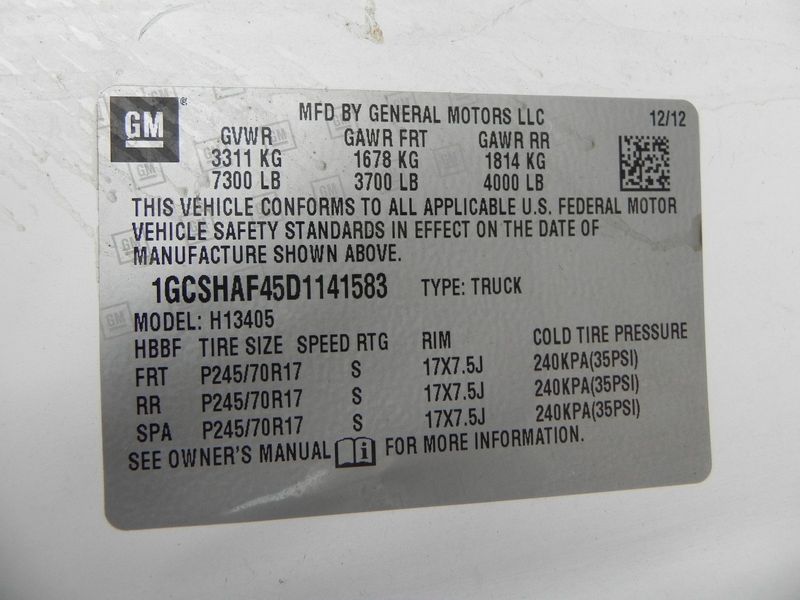 GM ® MFD BY GENERAL MOTORS LLC 12/12
GVWR GAWR FRT GAWR RR
3311 KG 1678 KG 1814 KG
7300 LB 3700 LB 4000 LB
THIS VEHICLE CONFORMS TO ALL APPLICABLE U.S. FEDERAL MOTOR
VEHICLE SAFETY STANDARDS IN EFFECT ON THE DATE OF
MANUFACTURE SHOWN ABOVE.
1GCSHAF45D1141583 TYPE: TRUCK
MODEL: H13405
HBBF TIRE SIZE SPEED RTG RIM COLD TIRE PRESSURE
FRT P245/70R17 S 17X7.5J 240KPA(35PSI)
RR P245/70R17 S 17X7.5J 240KPA(35PSI)
SPA P245/70R17 S 17X7.5J 240KPA(35PSI)
SEE OWNER'S MANUAL i FOR MORE INFORMATION.